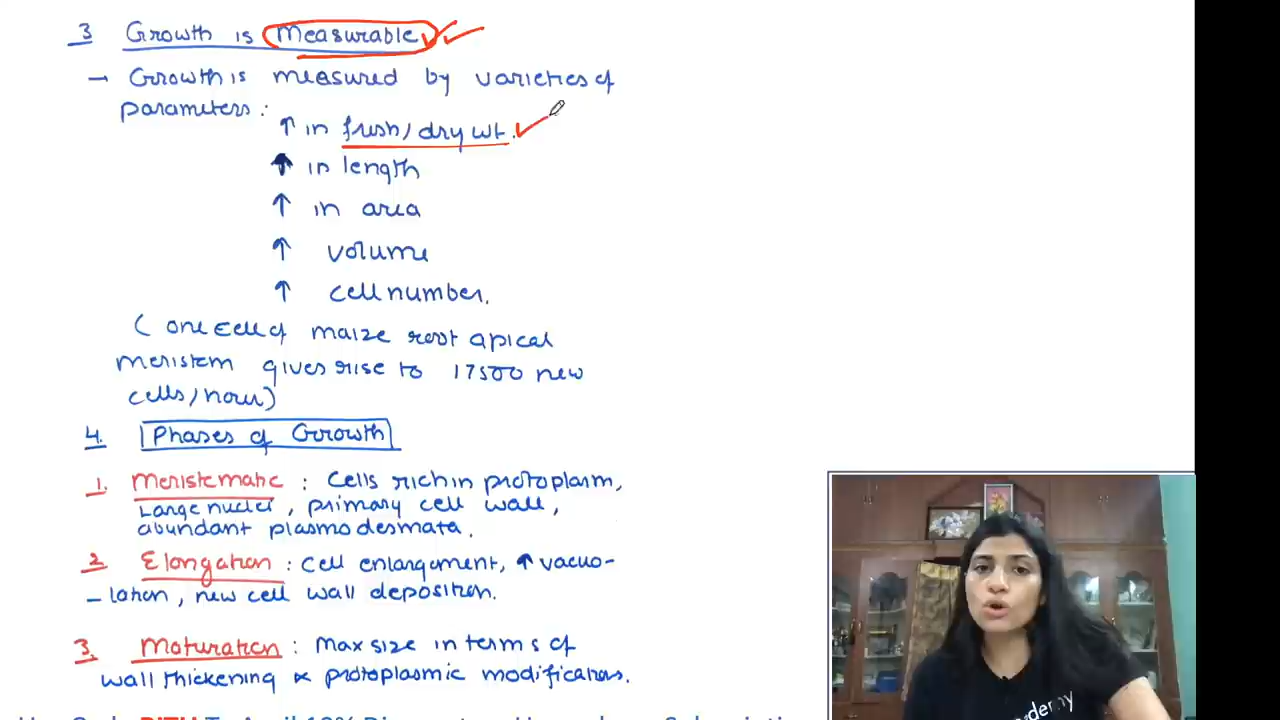 3 Growth is Measurable
→ Growth is measured by varieties of
parameters:
↑ in fresh/dry wt.
↑ in length
↑ in area
↑ volume
↑ cell number.
( one cell of maize root apical
meristem gives rise to 17500 new
cells/hour)
4. Phases of Growth
1. Meristematic : Cells rich in protoplasm,
Large nuclei, primary cell wall,
abundant plasmodesmata.
2. Elongation : Cell enlargement, ↑ vacuo-
-lation, new cell wall deposition.
3. Maturation : Max size in terms of
wall thickening & protoplasmic modifications.